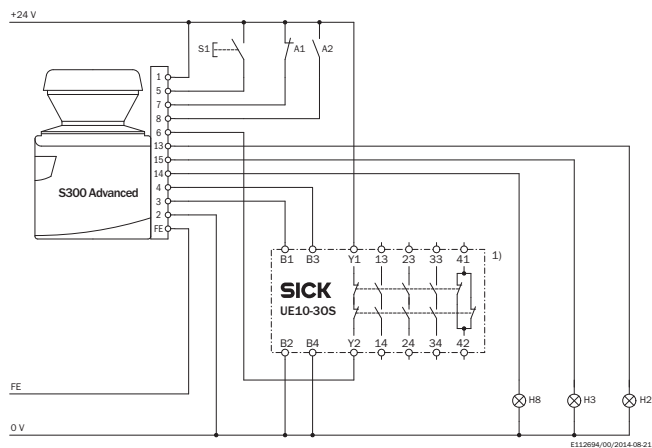 +24 V
S1
A1
A2
1
5
7
8
6
13
15
14
4
3
2
FE
S300 Advanced
B1 B3 Y1 13 23 33 41
1)
SICK
UE10-30S
B2 B4 Y2 14 24 34 42
FE
H8
H3
H2
0 V
E112694/00/2014-08-21